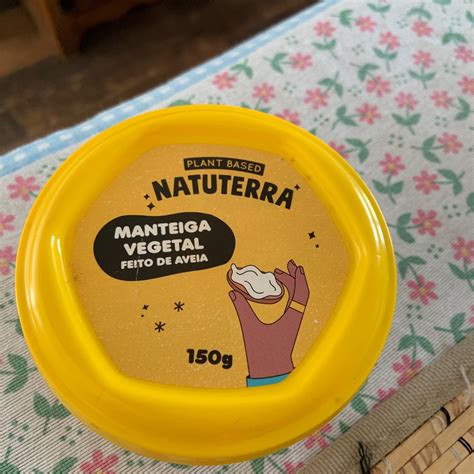 PLANT BASED
NATUTERRA
MANTEIGA
VEGETAL
FEITO DE AVEIA
150g